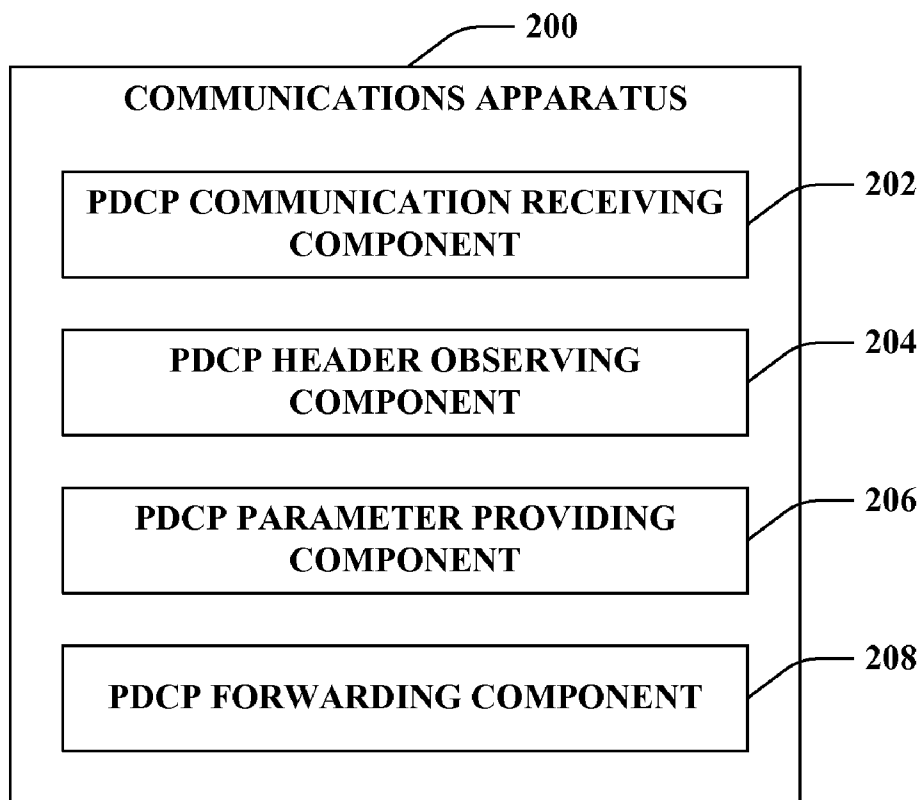 200
COMMUNICATIONS APPARATUS
PDCP COMMUNICATION RECEIVING
COMPONENT
202
PDCP HEADER OBSERVING
COMPONENT
204
PDCP PARAMETER PROVIDING
COMPONENT
206
PDCP FORWARDING COMPONENT
208